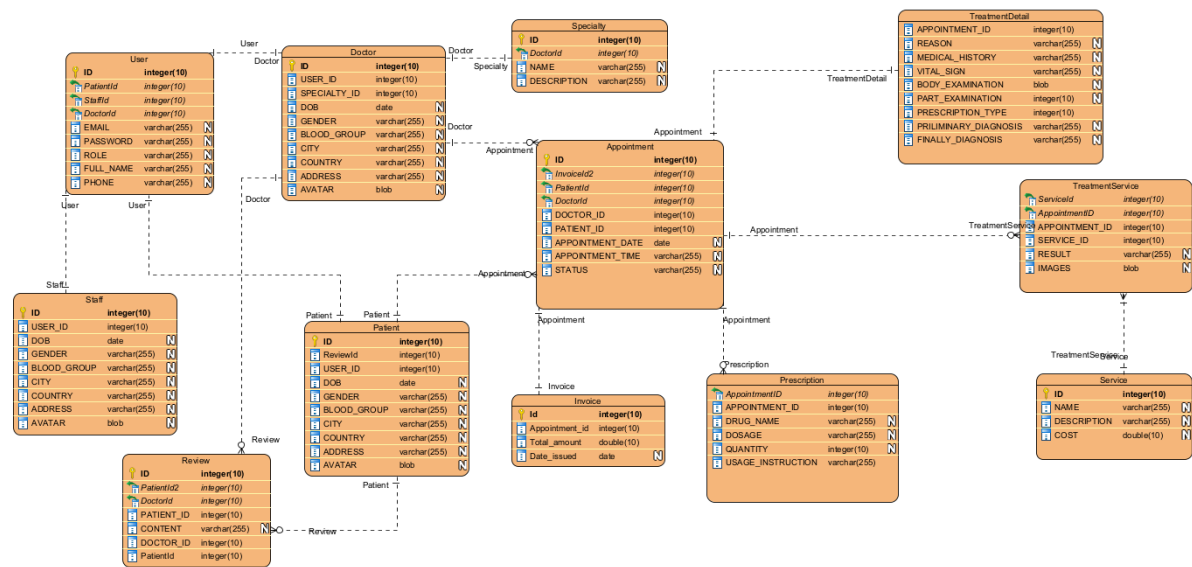 User
ID integer(10)
PatientId integer(10)
StaffId integer(10)
DoctorId integer(10)
EMAIL varchar(255) N
PASSWORD varchar(255) N
ROLE varchar(255) N
FULL_NAME varchar(255) N
PHONE varchar(255) N
User
Doctor
Doctor
ID integer(10)
USER_ID integer(10)
SPECIALTY_ID integer(10)
DOB date N
GENDER varchar(255) N
BLOOD_GROUP varchar(255) N
CITY varchar(255) N
COUNTRY varchar(255) N
ADDRESS varchar(255) N
AVATAR blob N
Doctor
Specialty
Specialty
ID integer(10)
DoctorId integer(10)
NAME varchar(255) N
DESCRIPTION varchar(255) N
TreatmentDetail
APPOINTMENT_ID integer(10)
REASON varchar(255) N
MEDICAL_HISTORY varchar(255) N
VITAL_SIGN varchar(255) N
BODY_EXAMINATION blob N
PART_EXAMINATION integer(10) N
PRESCRIPTION_TYPE integer(10)
PRILIMINARY_DIAGNOSIS varchar(255) N
FINALLY_DIAGNOSIS varchar(255) N
TreatmentDetail
Appointment
Doctor
Appointment
Appointment
ID integer(10)
InvoiceId2 integer(10)
PatientId integer(10)
DoctorId integer(10)
DOCTOR_ID integer(10)
PATIENT_ID integer(10)
APPOINTMENT_DATE date N
APPOINTMENT_TIME varchar(255) N
STATUS varchar(255) N
Appointment
TreatmentService
TreatmentService
ServiceId integer(10)
AppointmentID integer(10)
APPOINTMENT_ID integer(10)
SERVICE_ID integer(10)
RESULT varchar(255) N
IMAGES blob N
User
User
Doctor
Staff
Staff
ID integer(10)
USER_ID integer(10)
DOB date N
GENDER varchar(255) N
BLOOD_GROUP varchar(255) N
CITY varchar(255) N
COUNTRY varchar(255) N
ADDRESS varchar(255) N
AVATAR blob N
Appointment
Patient
Patient
Patient
ID integer(10)
ReviewId integer(10)
USER_ID integer(10)
DOB date N
GENDER varchar(255) N
BLOOD_GROUP varchar(255) N
CITY varchar(255) N
COUNTRY varchar(255) N
ADDRESS varchar(255) N
AVATAR blob N
Patient
Appointment
Appointment
Invoice
Invoice
Id integer(10)
Appointment_id integer(10)
Total_amount double(10)
Date_issued date N
Prescription
Prescription
AppointmentID integer(10)
APPOINTMENT_ID integer(10)
DRUG_NAME varchar(255) N
DOSAGE varchar(255) N
QUANTITY integer(10) N
USAGE_INSTRUCTION varchar(255)
TreatmentService
Service
Service
ID integer(10)
NAME varchar(255) N
DESCRIPTION varchar(255) N
COST double(10) N
Review
Review
ID integer(10)
PatientId2 integer(10)
DoctorId integer(10)
PATIENT_ID integer(10)
CONTENT varchar(255) N
DOCTOR_ID integer(10)
PatientId integer(10)
Review